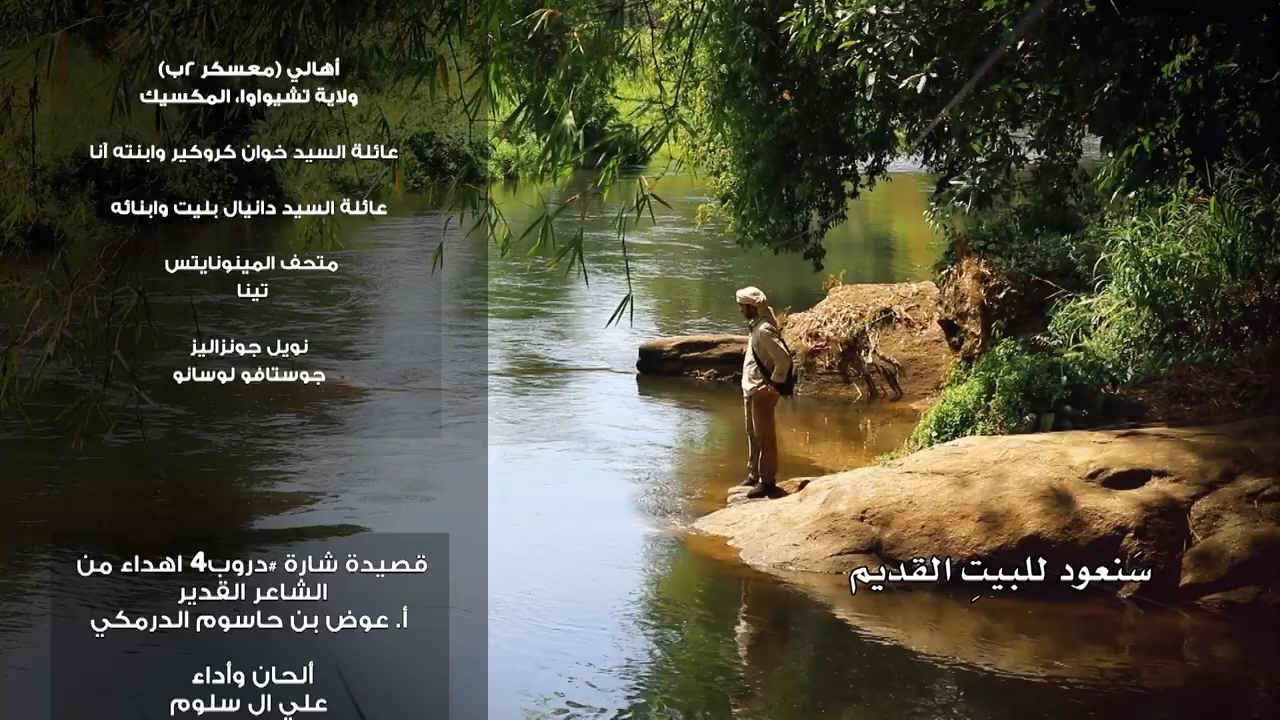 أهالي (معسكر ٢ب)
ولاية تشيواوا، المكسيك
عائلة السيد خوان كروكير وابنته آنا
عائلة السيد دانيال بليت وابنائه
متحف المينونايتس
تينا
نويل جونزاليز
جوستافو لوسانو
قصيدة شارة #دروب4 اهداء من
الشاعر القدير
أ. عوض بن حاسوم الدرمكي
ألحان وأداء
علي ال سلوم
سَنعود للبيتِ القديم